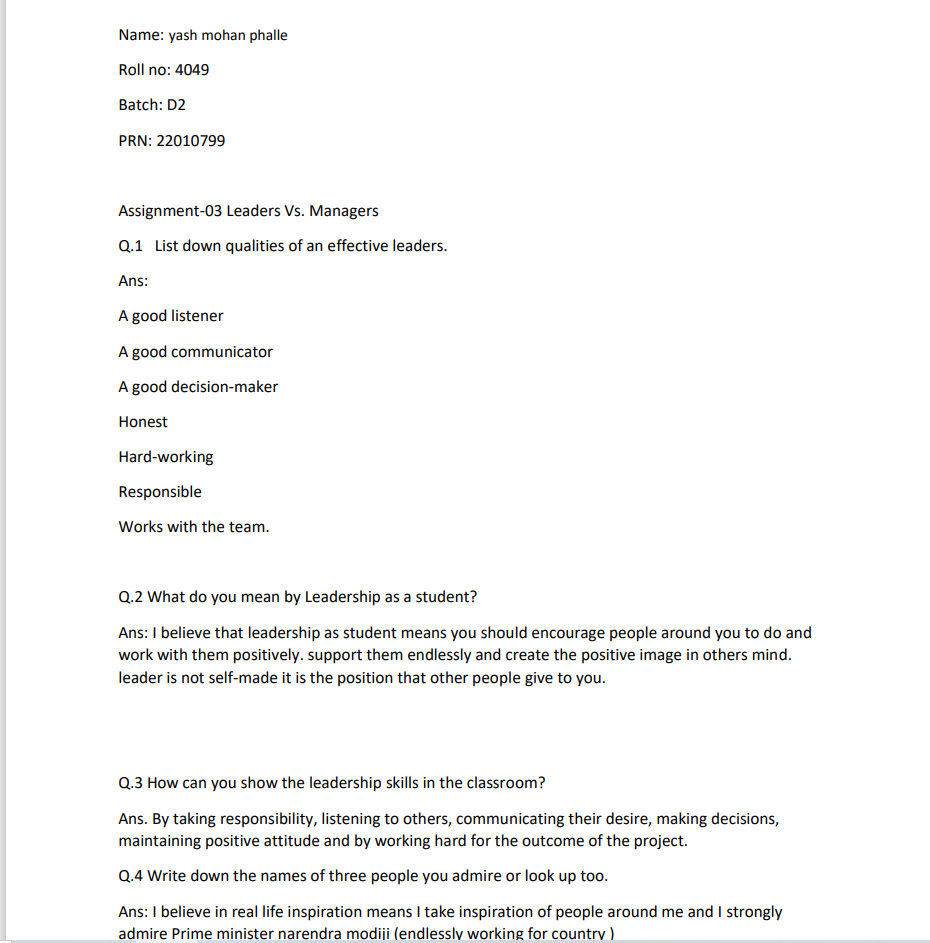 Name: yash mohan phalle
Roll no: 4049
Batch: D2
PRN: 22010799
Assignment-03 Leaders Vs. Managers
Q.1 List down qualities of an effective leaders.
Ans:
A good listener
A good communicator
A good decision-maker
Honest
Hard-working
Responsible
Works with the team.
Q.2 What do you mean by Leadership as a student?
Ans: I believe that leadership as student means you should encourage people around you to do and
work with them positively. support them endlessly and create the positive image in others mind.
leader is not self-made it is the position that other people give to you.
Q.3 How can you show the leadership skills in the classroom?
Ans. By taking responsibility, listening to others, communicating their desire, making decisions,
maintaining positive attitude and by working hard for the outcome of the project.
Q.4 Write down the names of three people you admire or look up too.
Ans: I believe in real life inspiration means I take inspiration of people around me and I strongly
admire Prime minister narendra modiji (endlessly working for country )